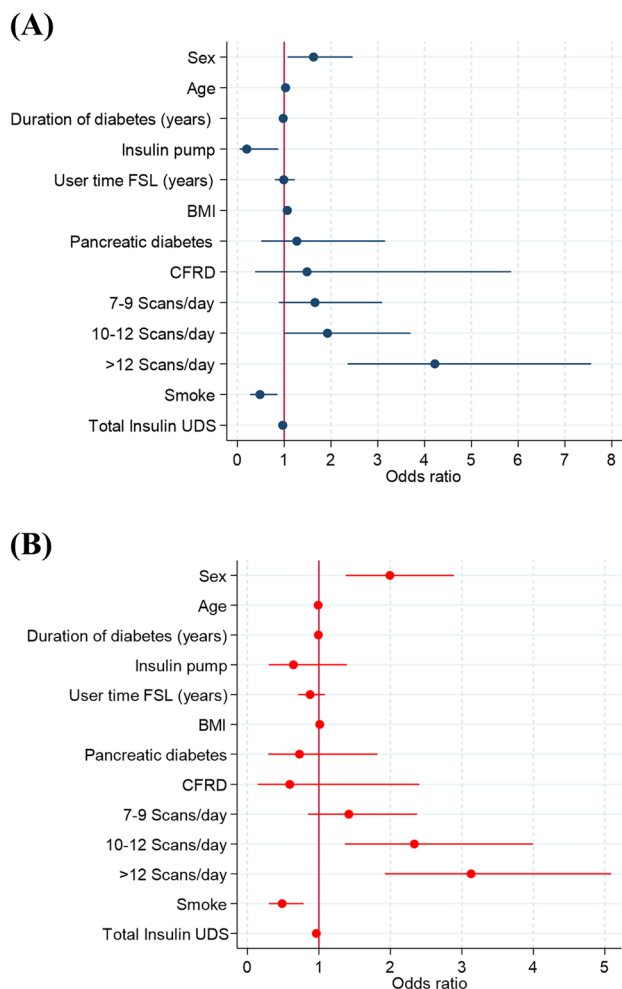 (A)
Sex
Age
Duration of diabetes (years)
Insulin pump
User time FSL (years)
BMI
Pancreatic diabetes
CFRD
7-9 Scans/day
10-12 Scans/day
>12 Scans/day
Smoke
Total Insulin UDS
0 1 2 3 4 5 6 7 8
Odds ratio
(B)
Sex
Age
Duration of diabetes (years)
Insulin pump
User time FSL (years)
BMI
Pancreatic diabetes
CFRD
7-9 Scans/day
10-12 Scans/day
>12 Scans/day
Smoke
Total Insulin UDS
0 1 2 3 4 5
Odds ratio